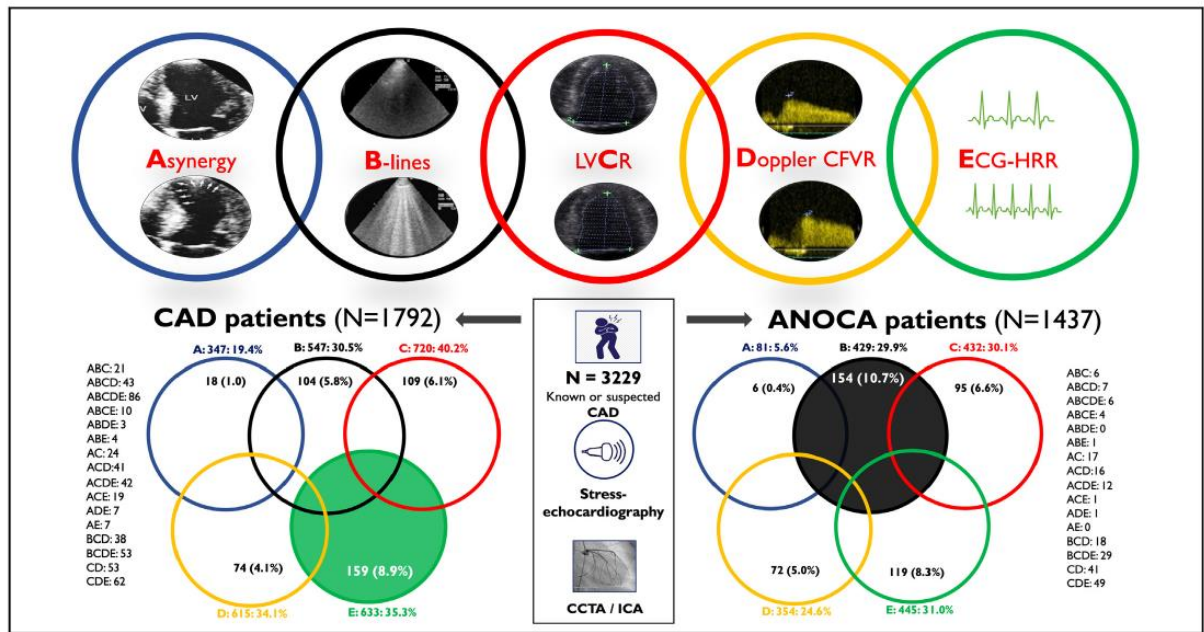 LV
V
Asynergy
B-lines
LVCR
Doppler CFVR
ECG-HRR
CAD patients (N=1792)
A: 347: 19.4%
B: 547: 30.5%
C: 720: 40.2%
18 (1.0)
104 (5.8%)
109 (6.1%)
74 (4.1%)
159 (8.9%)
D: 615: 34.1%
E: 633: 35.3%
ABC: 21
ABCD: 43
ABCDE: 86
ABCE: 10
ABDE: 3
ABE: 4
AC: 24
ACD: 41
ACDE: 42
ACE: 19
ADE: 7
AE: 7
BCD: 38
BCDE: 53
CD: 53
CDE: 62
N = 3229
Known or suspected
CAD
Stress-
echocardiography
CCTA / ICA
ANOCA patients (N=1437)
A: 81: 5.6%
B: 429: 29.9%
C: 432: 30.1%
6 (0.4%)
154 (10.7%)
95 (6.6%)
72 (5.0%)
119 (8.3%)
D: 354: 24.6%
E: 445: 31.0%
ABC: 6
ABCD: 7
ABCDE: 6
ABCE: 4
ABDE: 0
ABE: 1
AC: 17
ACD: 16
ACDE: 12
ACE: 1
ADE: 1
AE: 0
BCD: 18
BCDE: 29
CD: 41
CDE: 49